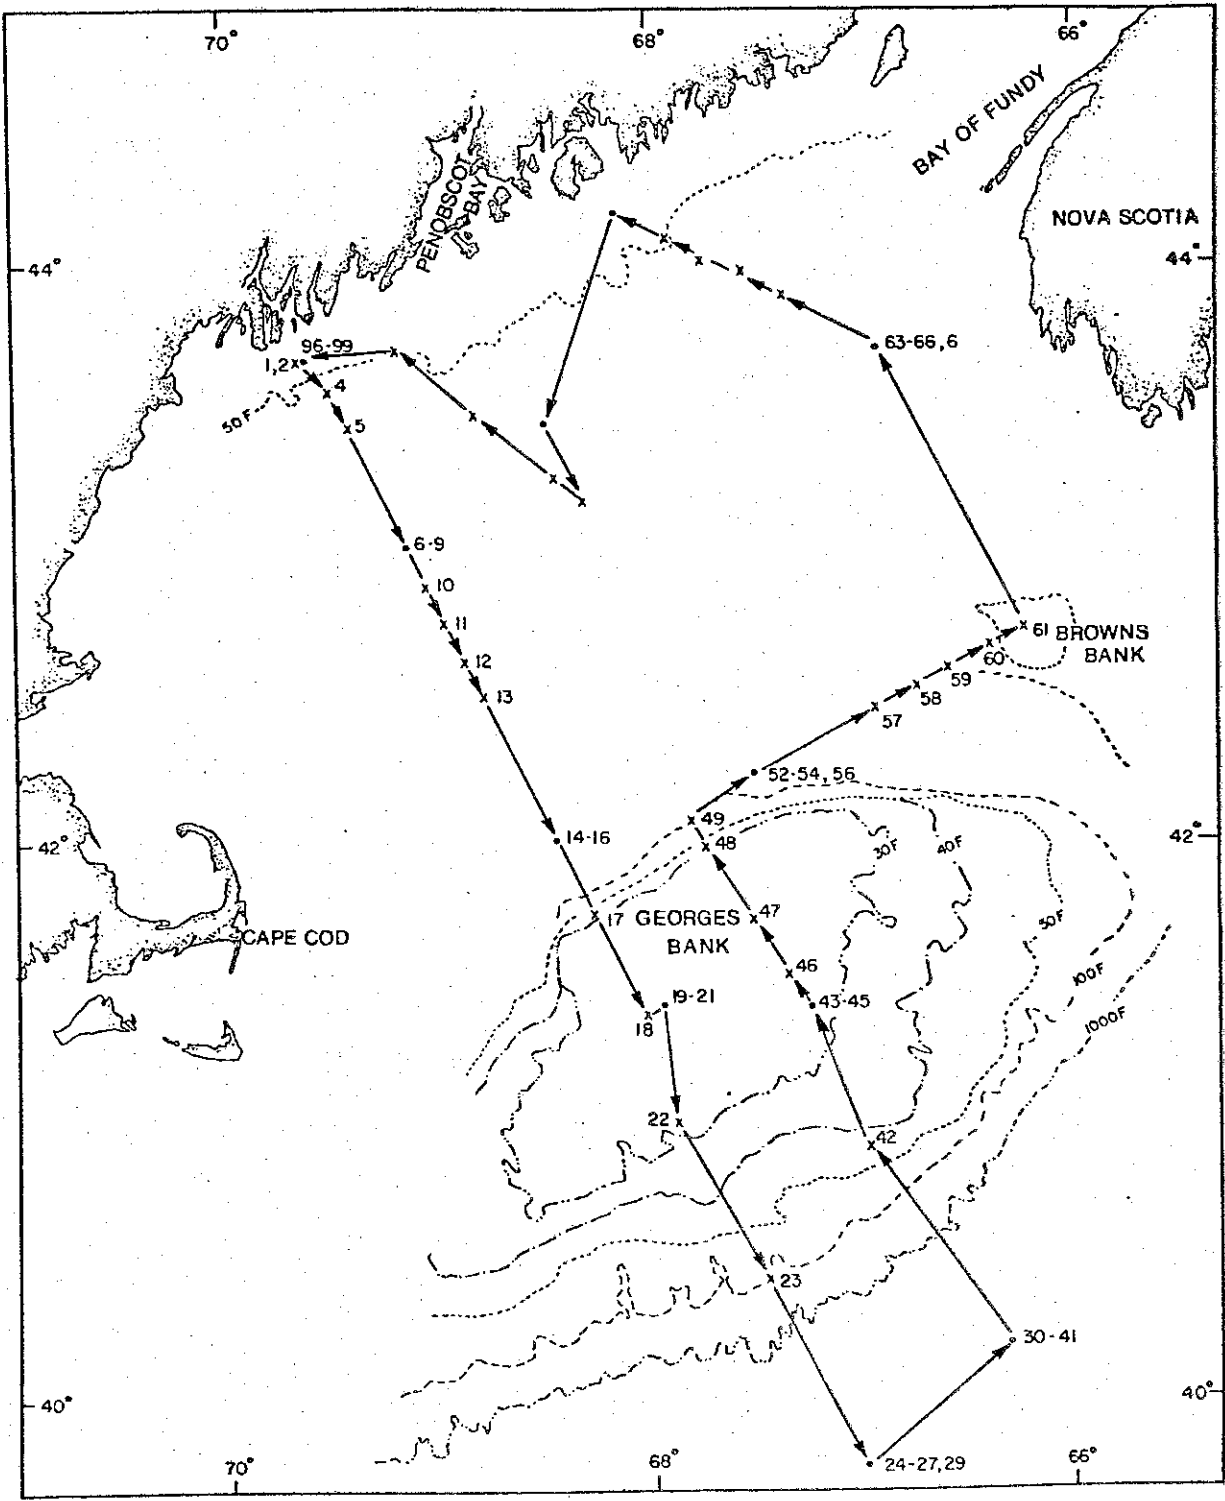 70°
68°
66°
BAY OF FUNDY
PENOBSCOT
BAY
NOVA SCOTIA
44°
44°
96-99
1,2
4
63-66,6
50F
5
6-9
10
11
61 BROWNS
BANK
60
12
59
13
58
57
52-54, 56
49
42°
14-16
48
30F
40F
42°
17
GEORGES
BANK
47
50F
CAPE COD
46
100F
19-21
43-45
18
1000F
22
42
23
30-41
40°
40°
24-27,29
70°
68°
66°